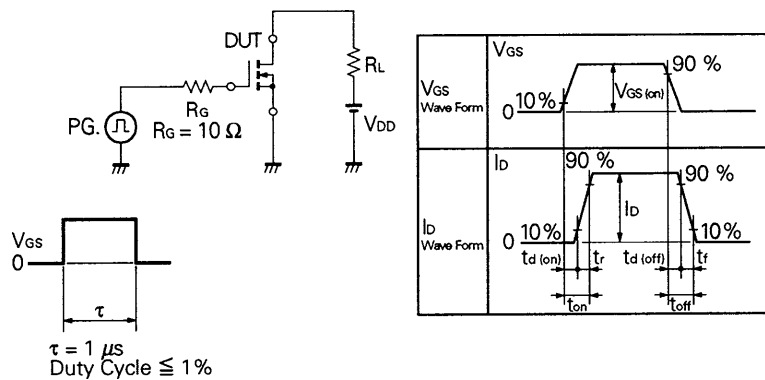 DUT
RL
RG
RG = 10 Ω
PG.
VDD
VGS
0
τ
τ = 1 μs
Duty Cycle ≦ 1%
VGS
Wave Form
VGS
90 %
10%
VGS (on)
0
ID
Wave Form
ID
90 %
90 %
ID
10%
10 %
0
td (on)
tr
td (off)
tf
ton
toff